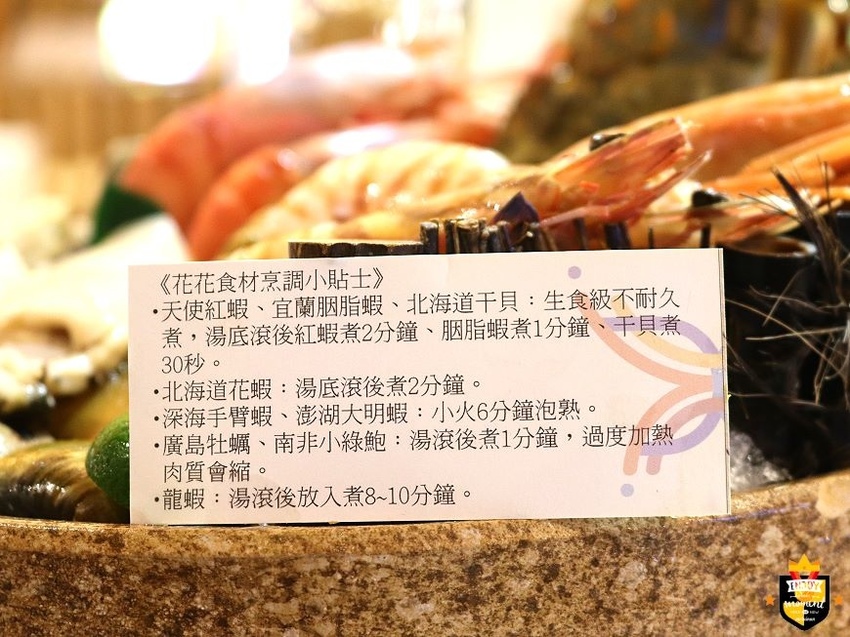 《花花食材烹調小貼士》
•天使紅蝦、宜蘭胭脂蝦、北海道干貝：生食級不耐久
煮，湯底滾後紅蝦煮2分鐘、胭脂蝦煮1分鐘、干貝煮
30秒。
•北海道花蝦：湯底滾後煮2分鐘。
•深海手臂蝦、澎湖大明蝦：小火6分鐘泡熟。
•廣島牡蠣、南非小綠鮑：湯滾後煮1分鐘，過度加熱
肉質會縮。
•龍蝦：湯滾後放入煮8~10分鐘。
moment